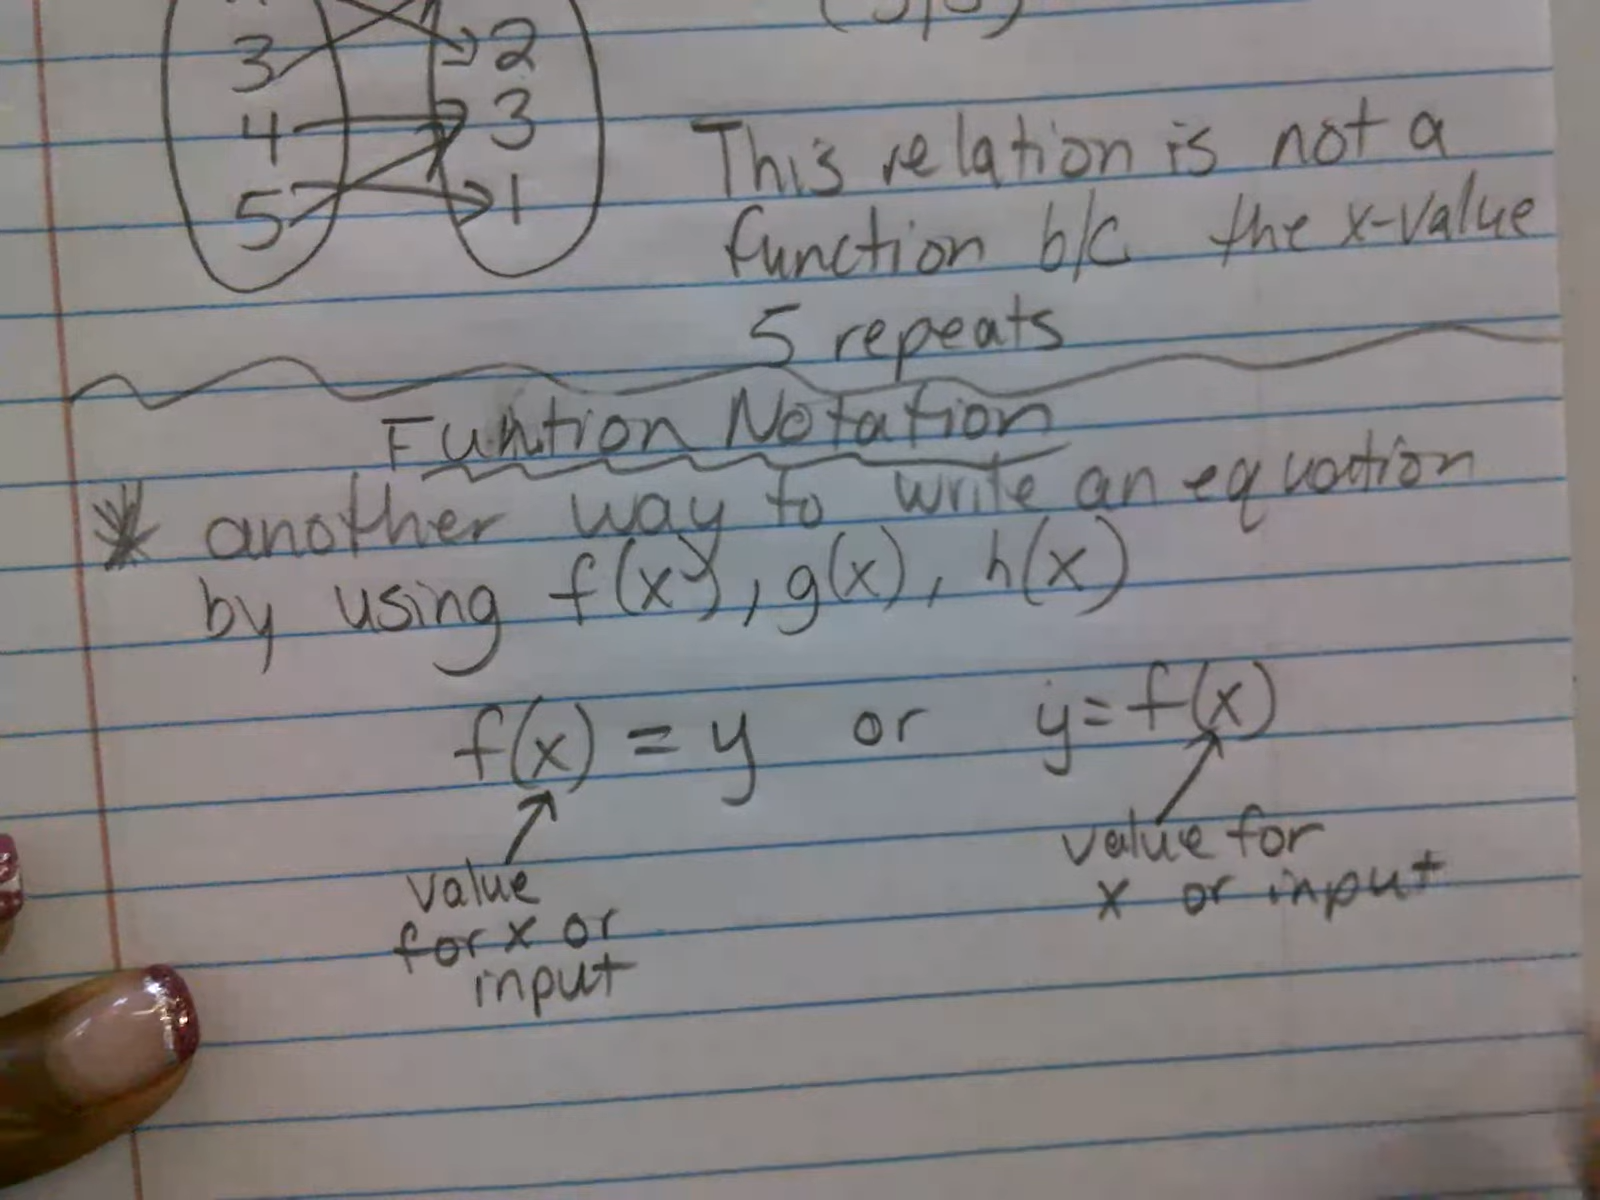 3 2
4 3
5 1
This relation is not a
function b/c the x-value
5 repeats
Funtion Notation
* another way to write an equation
by using f(x), g(x), h(x)
f(x) = y or y = f(x)
value
for x or
input
value for
x or input